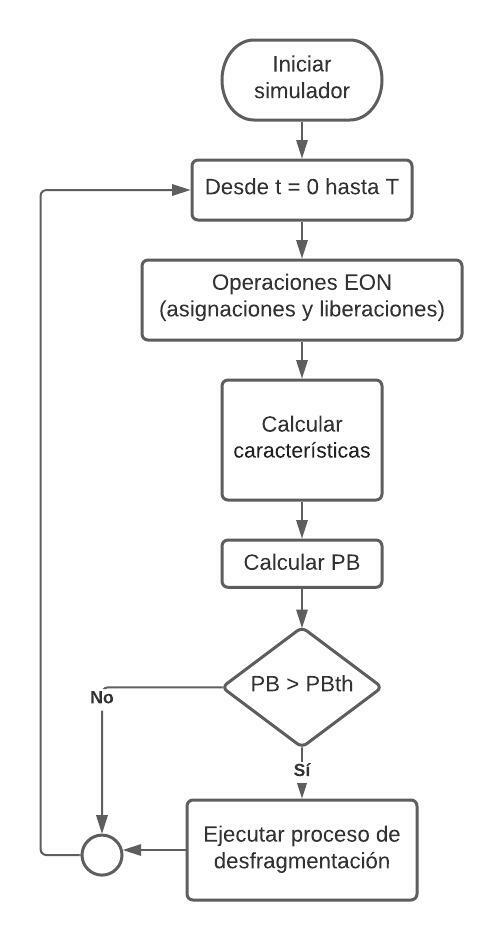 Iniciar
simulador
Desde t = 0 hasta T
Operaciones EON
(asignaciones y liberaciones)
Calcular
características
Calcular PB
PB > PBth
No
Sí
Ejecutar proceso de
desfragmentación